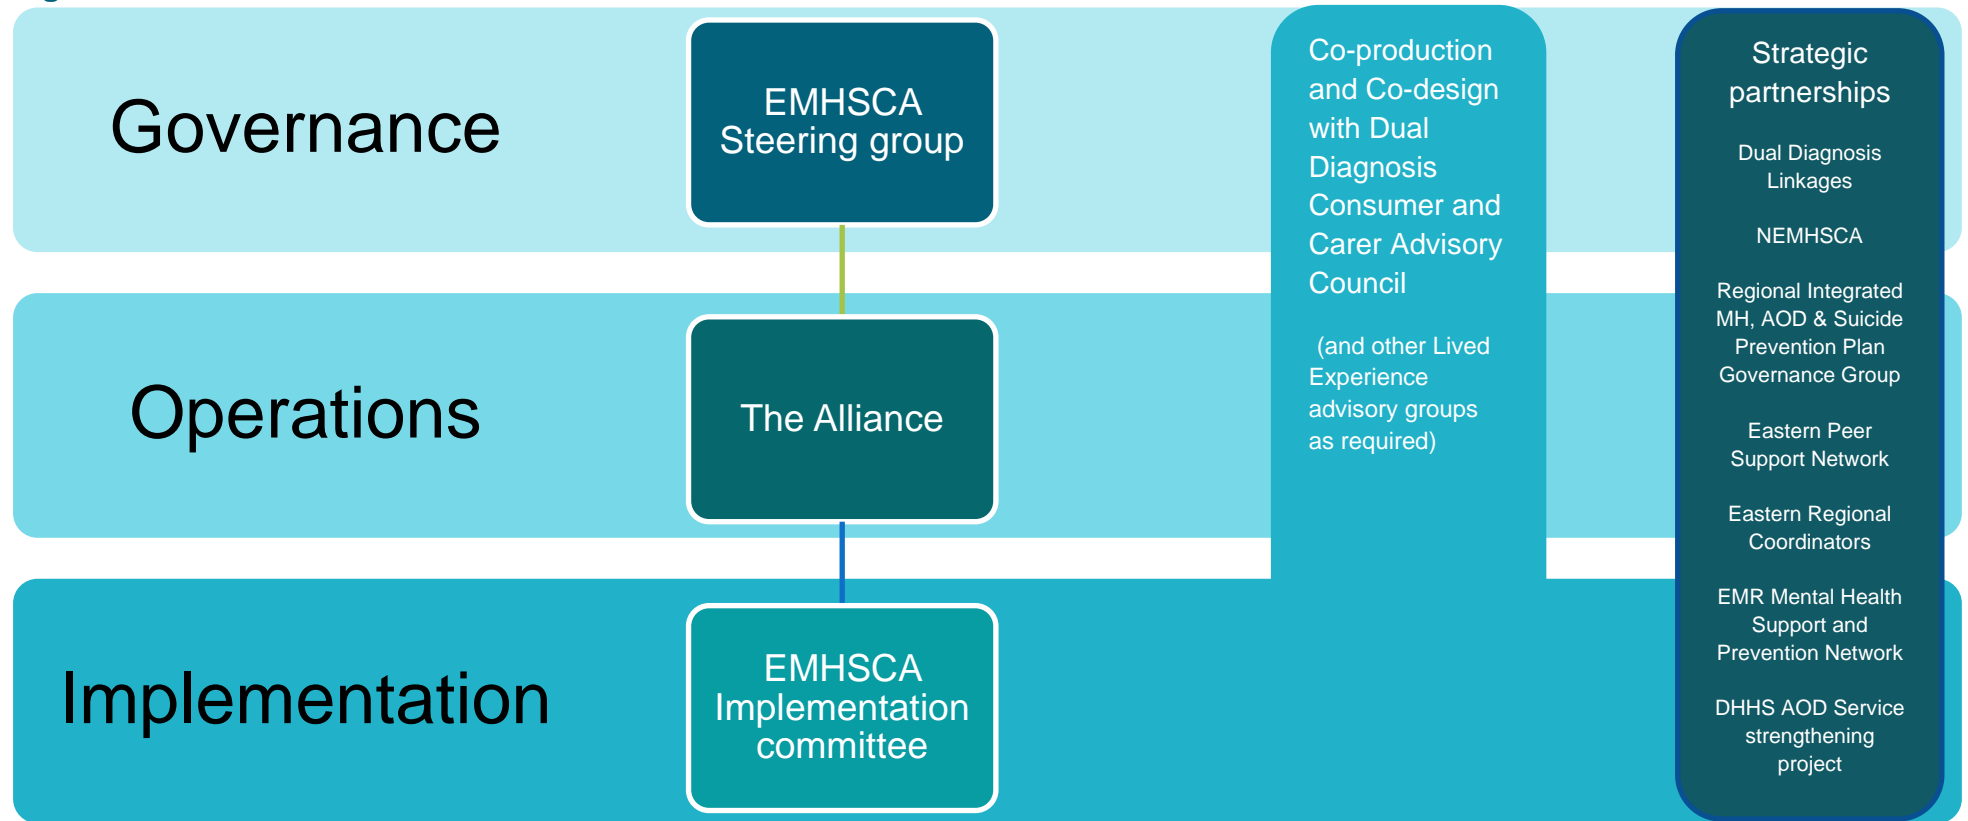 Governance
EMHSCA
Steering group
Operations
The Alliance
Implementation
EMHSCA
Implementation
committee
Co-production
and Co-design
with Dual
Diagnosis
Consumer and
Carer Advisory
Council
(and other Lived
Experience
advisory groups
as required)
Strategic
partnerships
Dual Diagnosis
Linkages
NEMHSCA
Regional Integrated
MH, AOD & Suicide
Prevention Plan
Governance Group
Eastern Peer
Support Network
Eastern Regional
Coordinators
EMR Mental Health
Support and
Prevention Network
DHHS AOD Service
strengthening
project